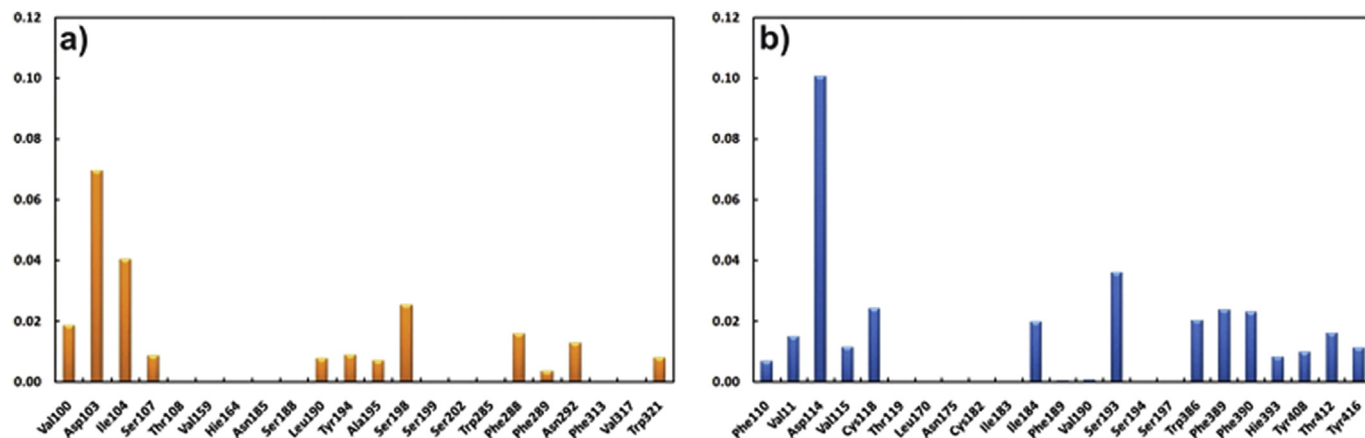 a)
0.12
0.10
0.08
0.06
0.04
0.02
0.00
Val100
Asp103
Ile104
Ser107
Thr108
Val159
Hie164
Asn185
Ser188
Leu190
Tyr194
Ala195
Ser198
Ser199
Ser202
Trp285
Phe288
Phe289
Asn292
Phe313
Val317
Trp321
b)
0.12
0.10
0.08
0.06
0.04
0.02
0.00
Phe110
Val11
Asp114
Val115
Cys118
Thr119
Leu170
Asn175
Cys182
Ile183
Ile184
Phe189
Val190
Ser193
Ser194
Ser197
Trp386
Phe389
Phe390
Hie393
Tyr408
Thr412
Tyr416